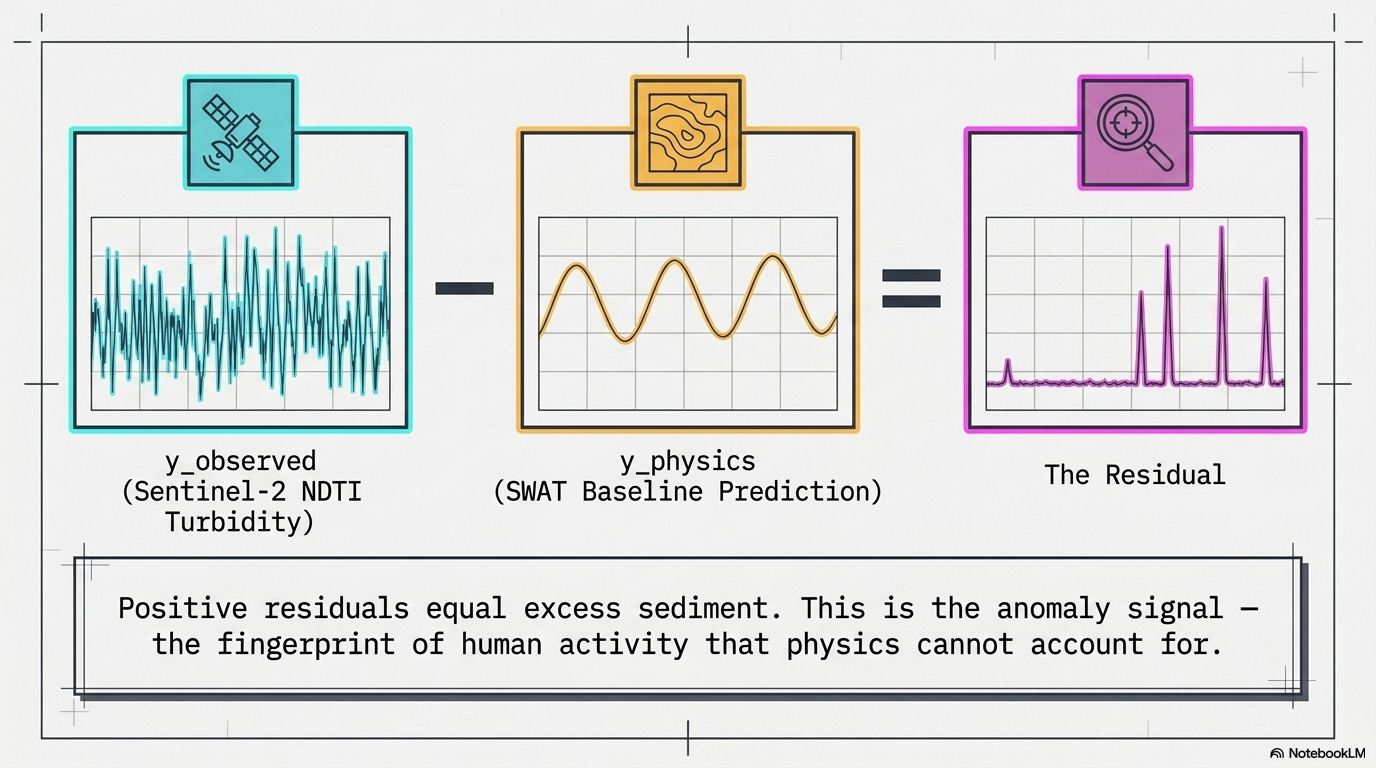 y_observed
(Sentinel-2 NDTI
Turbidity)
y_physics
(SWAT Baseline Prediction)
The Residual
Positive residuals equal excess sediment. This is the anomaly signal —
the fingerprint of human activity that physics cannot account for.
NotebookLM